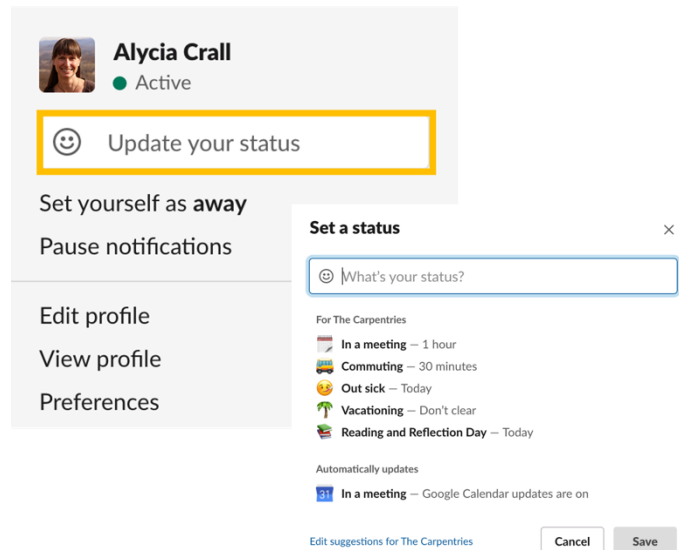 Alycia Crall
Active
Update your status
Set yourself as away
Pause notifications
Edit profile
View profile
Preferences
Set a status
What's your status?
For The Carpentries
In a meeting — 1 hour
Commuting — 30 minutes
Out sick — Today
Vacationing — Don't clear
Reading and Reflection Day — Today
Automatically updates
31 In a meeting — Google Calendar updates are on
Edit suggestions for The Carpentries
Cancel
Save